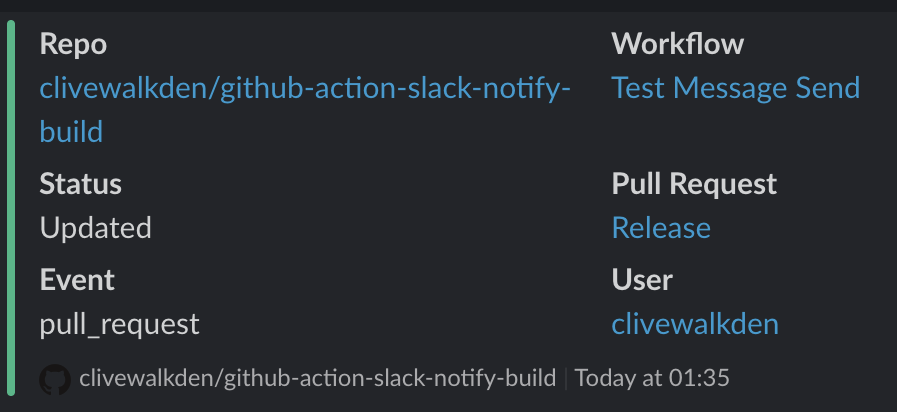 Repo
clivewalkden/github-action-slack-notify-
build
Workflow
Test Message Send
Status
Updated
Pull Request
Release
Event
pull_request
User
clivewalkden
clivewalkden/github-action-slack-notify-build | Today at 01:35